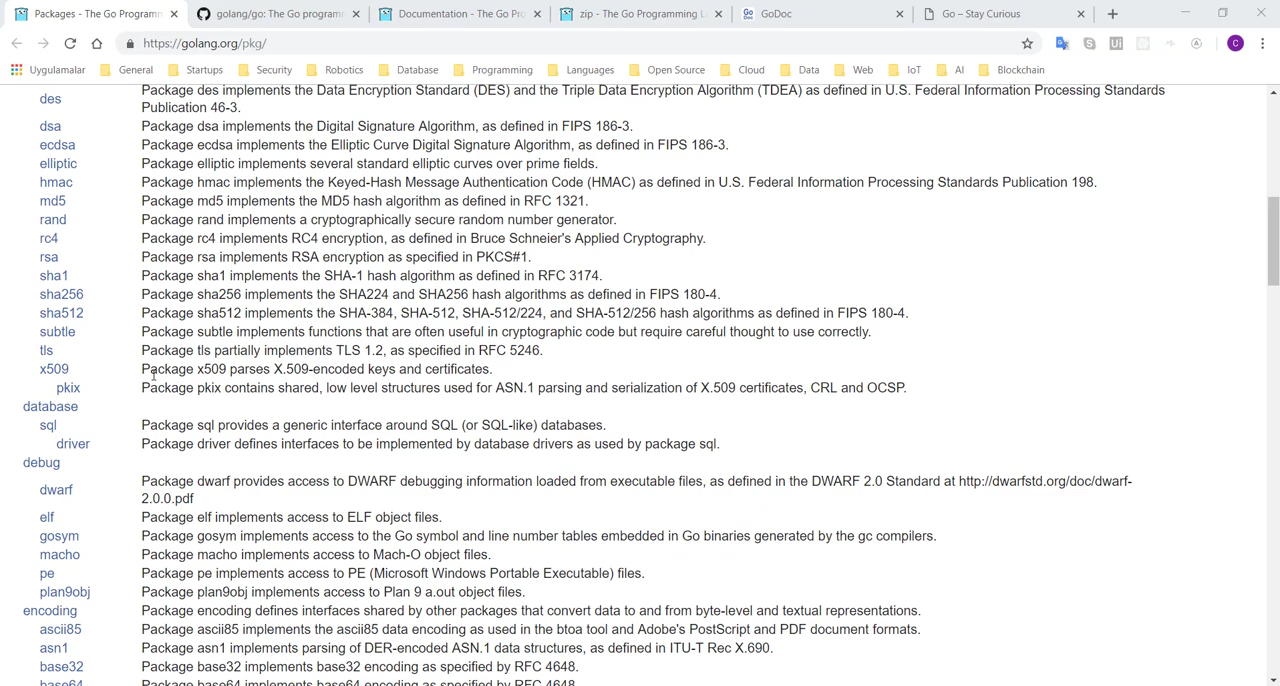 Packages - The Go Programm
golang/go: The Go programm
Documentation - The Go Pro
zip - The Go Programming L
GoDoc
Go – Stay Curious
https://golang.org/pkg/
Uygulamalar General Startups Security Robotics Database Programming Languages Open Source Cloud Data Web IoT AI Blockchain
des Package des implements the Data Encryption Standard (DES) and the Triple Data Encryption Algorithm (TDEA) as defined in U.S. Federal Information Processing Standards
Publication 46-3.
dsa Package dsa implements the Digital Signature Algorithm, as defined in FIPS 186-3.
ecdsa Package ecdsa implements the Elliptic Curve Digital Signature Algorithm, as defined in FIPS 186-3.
elliptic Package elliptic implements several standard elliptic curves over prime fields.
hmac Package hmac implements the Keyed-Hash Message Authentication Code (HMAC) as defined in U.S. Federal Information Processing Standards Publication 198.
md5 Package md5 implements the MD5 hash algorithm as defined in RFC 1321.
rand Package rand implements a cryptographically secure random number generator.
rc4 Package rc4 implements RC4 encryption, as defined in Bruce Schneier's Applied Cryptography.
rsa Package rsa implements RSA encryption as specified in PKCS#1.
sha1 Package sha1 implements the SHA-1 hash algorithm as defined in RFC 3174.
sha256 Package sha256 implements the SHA224 and SHA256 hash algorithms as defined in FIPS 180-4.
sha512 Package sha512 implements the SHA-384, SHA-512, SHA-512/224, and SHA-512/256 hash algorithms as defined in FIPS 180-4.
subtle Package subtle implements functions that are often useful in cryptographic code but require careful thought to use correctly.
tls Package tls partially implements TLS 1.2, as specified in RFC 5246.
x509 Package x509 parses X.509-encoded keys and certificates.
pkix Package pkix contains shared, low level structures used for ASN.1 parsing and serialization of X.509 certificates, CRL and OCSP.
database
sql Package sql provides a generic interface around SQL (or SQL-like) databases.
driver Package driver defines interfaces to be implemented by database drivers as used by package sql.
debug
dwarf Package dwarf provides access to DWARF debugging information loaded from executable files, as defined in the DWARF 2.0 Standard at http://dwarfstd.org/doc/dwarf-
2.0.0.pdf
elf Package elf implements access to ELF object files.
gosym Package gosym implements access to the Go symbol and line number tables embedded in Go binaries generated by the gc compilers.
macho Package macho implements access to Mach-O object files.
pe Package pe implements access to PE (Microsoft Windows Portable Executable) files.
plan9obj Package plan9obj implements access to Plan 9 a.out object files.
encoding Package encoding defines interfaces shared by other packages that convert data to and from byte-level and textual representations.
ascii85 Package ascii85 implements the ascii85 data encoding as used in the btoa tool and Adobe's PostScript and PDF document formats.
asn1 Package asn1 implements parsing of DER-encoded ASN.1 data structures, as defined in ITU-T Rec X.690.
base32 Package base32 implements base32 encoding as specified by RFC 4648.
base64 Package base64 implements base64 encoding as specified by RFC 4648.